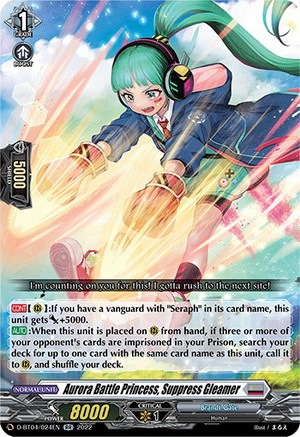 1
GRADE
BOOST
5000
SHIELD
I'm counting on you for this! I gotta rush to the next site!
CONT [ ]:If you have a vanguard with "Seraph" in its card name, this
unit gets +5000.
AUTO:When this unit is placed on from hand, if three or more of
your opponent's cards are imprisoned in your Prison, search your
deck for up to one card with the same card name as this unit, call it
to , and shuffle your deck.
NORMAL UNIT Aurora Battle Princess, Suppress Gleamer
POWER 8000 CRITICAL 1 Brandt Gate
Human
D-BT04/024EN RR 2022 Illust /